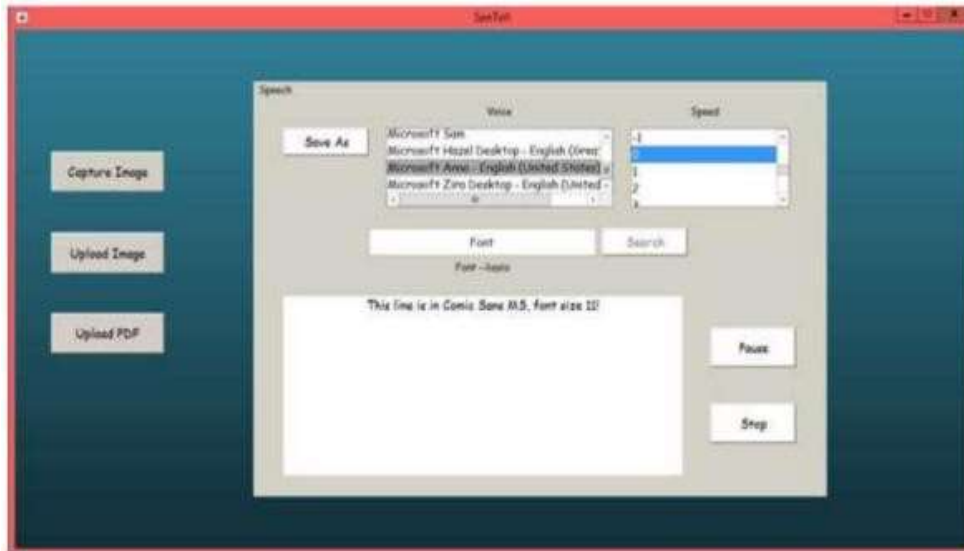 Speech
Voice
Speed
Save As
Microsoft Sam
Microsoft Hazel Desktop - English (Great
Microsoft Anna - English (United States)
Microsoft Zira Desktop - English (United
-1
0
1
2
3
Capture Image
Upload Image
Upload PDF
Font
Search
This line is in Comic Sans MS, font size 11!
Pause
Stop